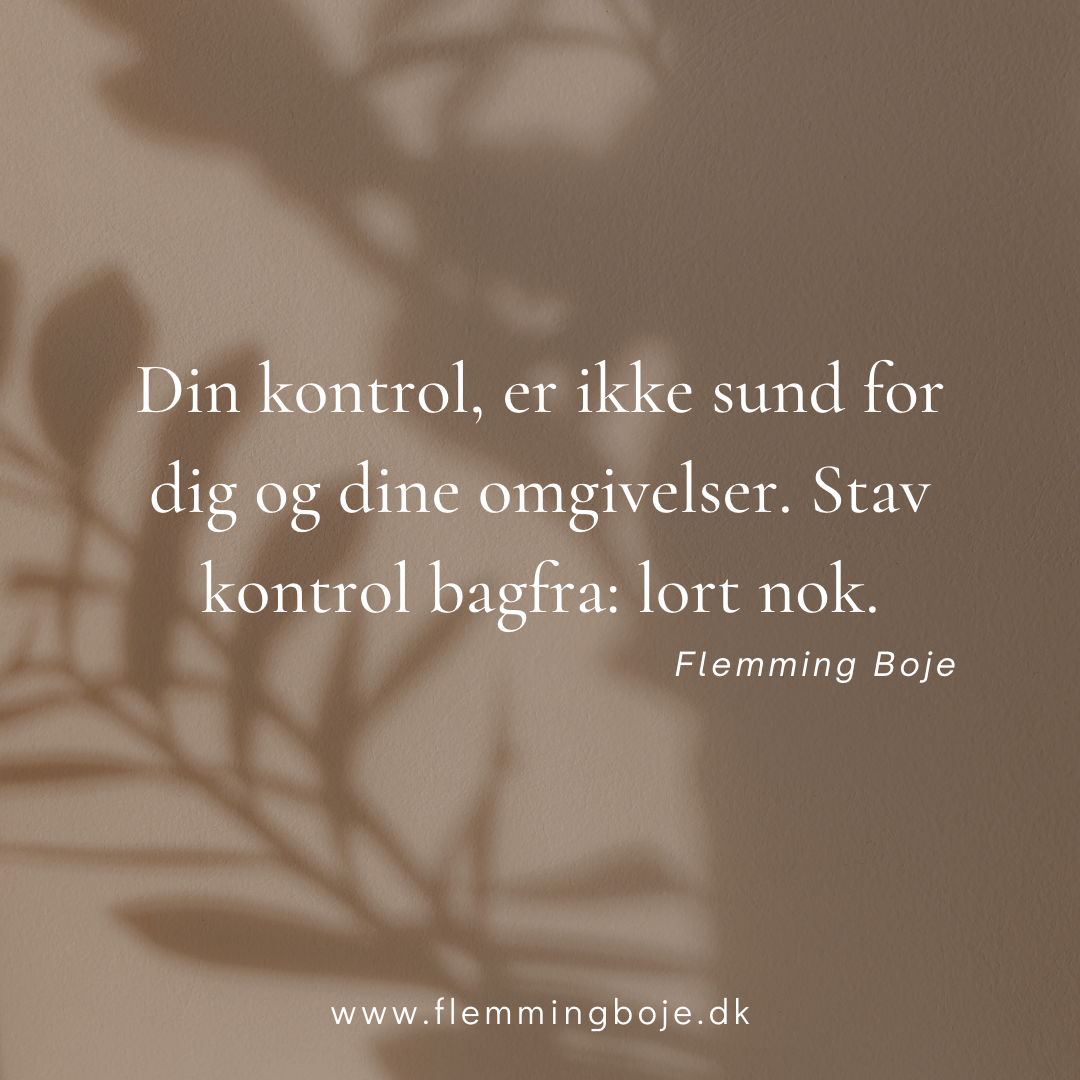 Din kontrol, er ikke sund for
dig og dine omgivelser. Stav
kontrol bagfra: lort nok.
Flemming Boje
www.flemmingboje.dk